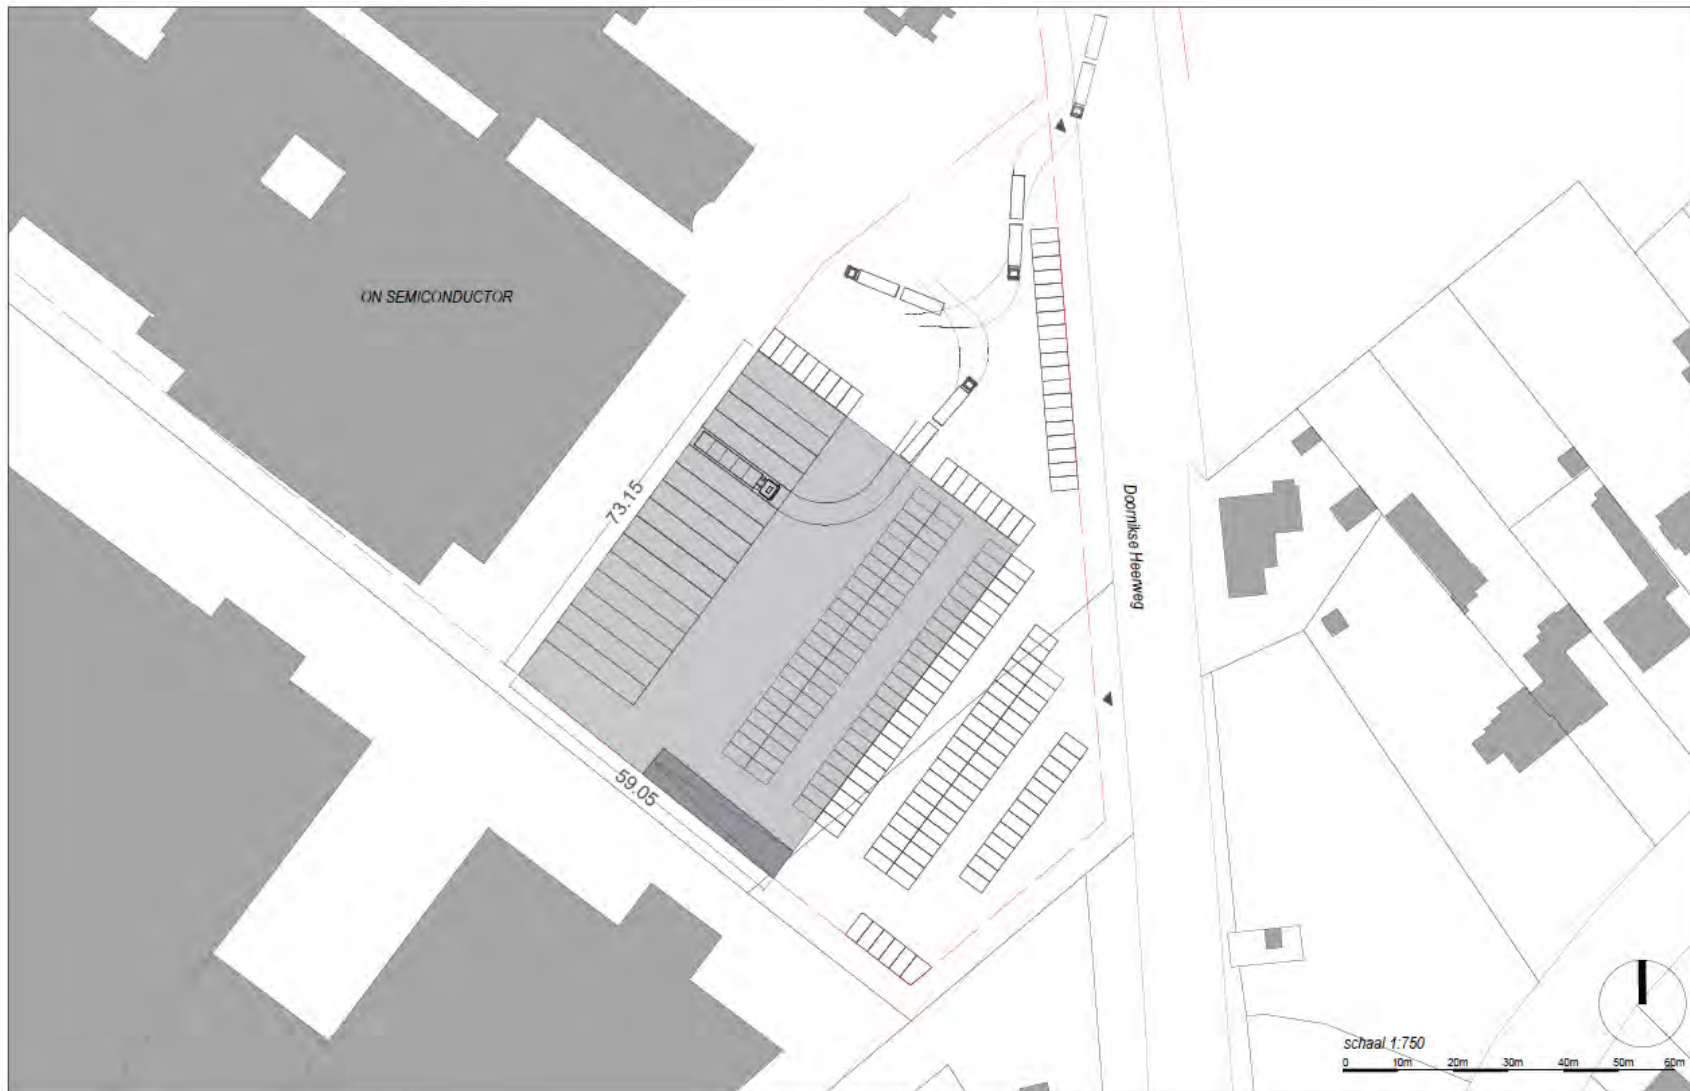 ON SEMICONDUCTOR
73.15
Doornikse Heerweg
59.05
schaal 1:750
0 10m 20m 30m 40m 50m 60m